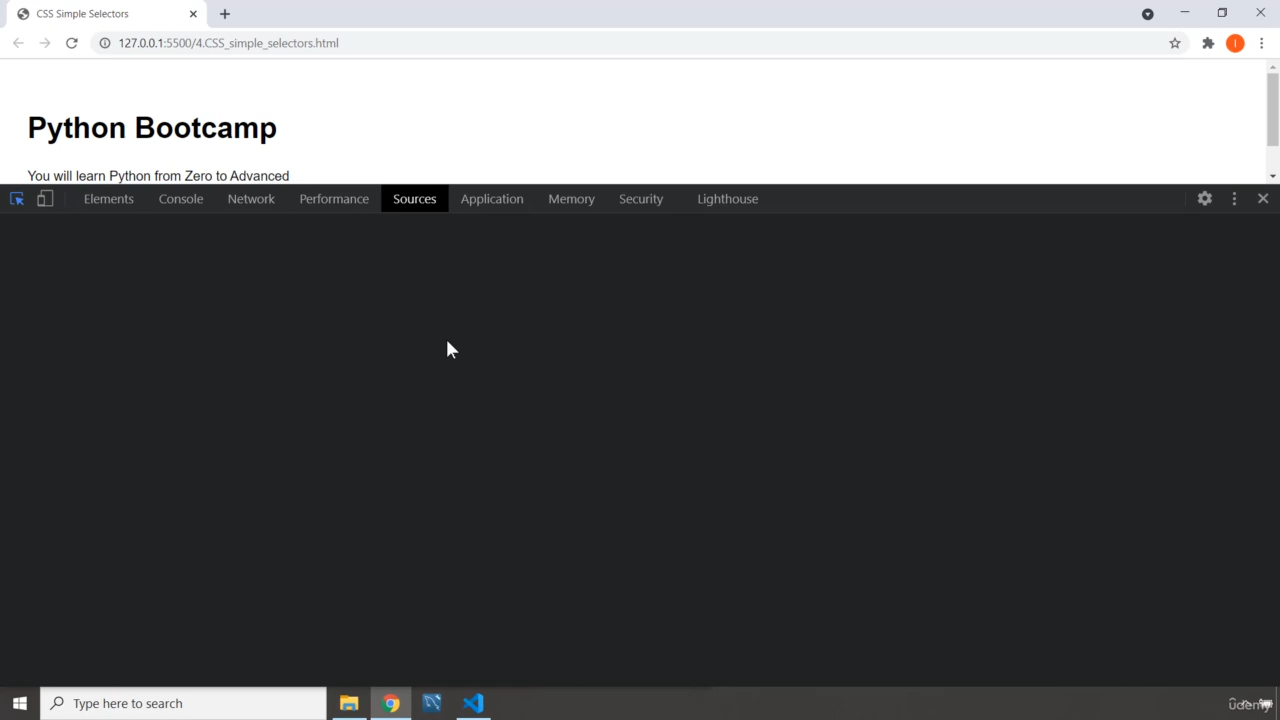 CSS Simple Selectors
127.0.0.1:5500/4.CSS_simple_selectors.html
I
Python Bootcamp
You will learn Python from Zero to Advanced
Elements Console Network Performance Sources Application Memory Security Lighthouse
Type here to search
udemy